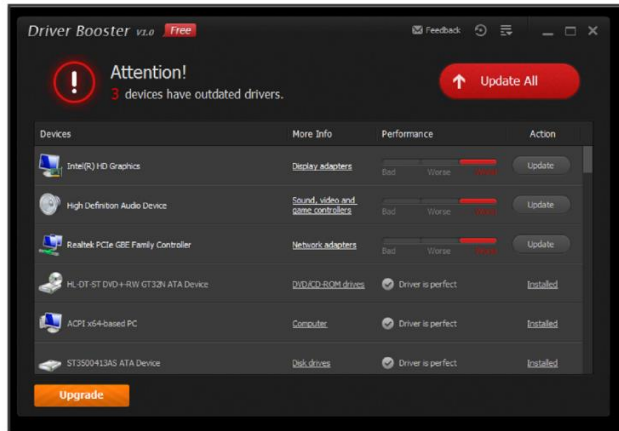 Driver Booster v1.0 Free
Feedback
Attention!
3 devices have outdated drivers.
Update All
Devices More Info Performance Action
Intel(R) HD Graphics Display adapters Bad Worse Worst Update
High Definition Audio Device Sound, video and
game controllers Bad Worse Worst Update
Realtek PCIe GBE Family Controller Network adapters Bad Worse Worst Update
HL-DT-ST DVD+-RW GT32N ATA Device DVD/CD-ROM drives Driver is perfect Installed
ACPI x64-based PC Computer Driver is perfect Installed
ST3500413AS ATA Device Disk drives Driver is perfect Installed
Upgrade